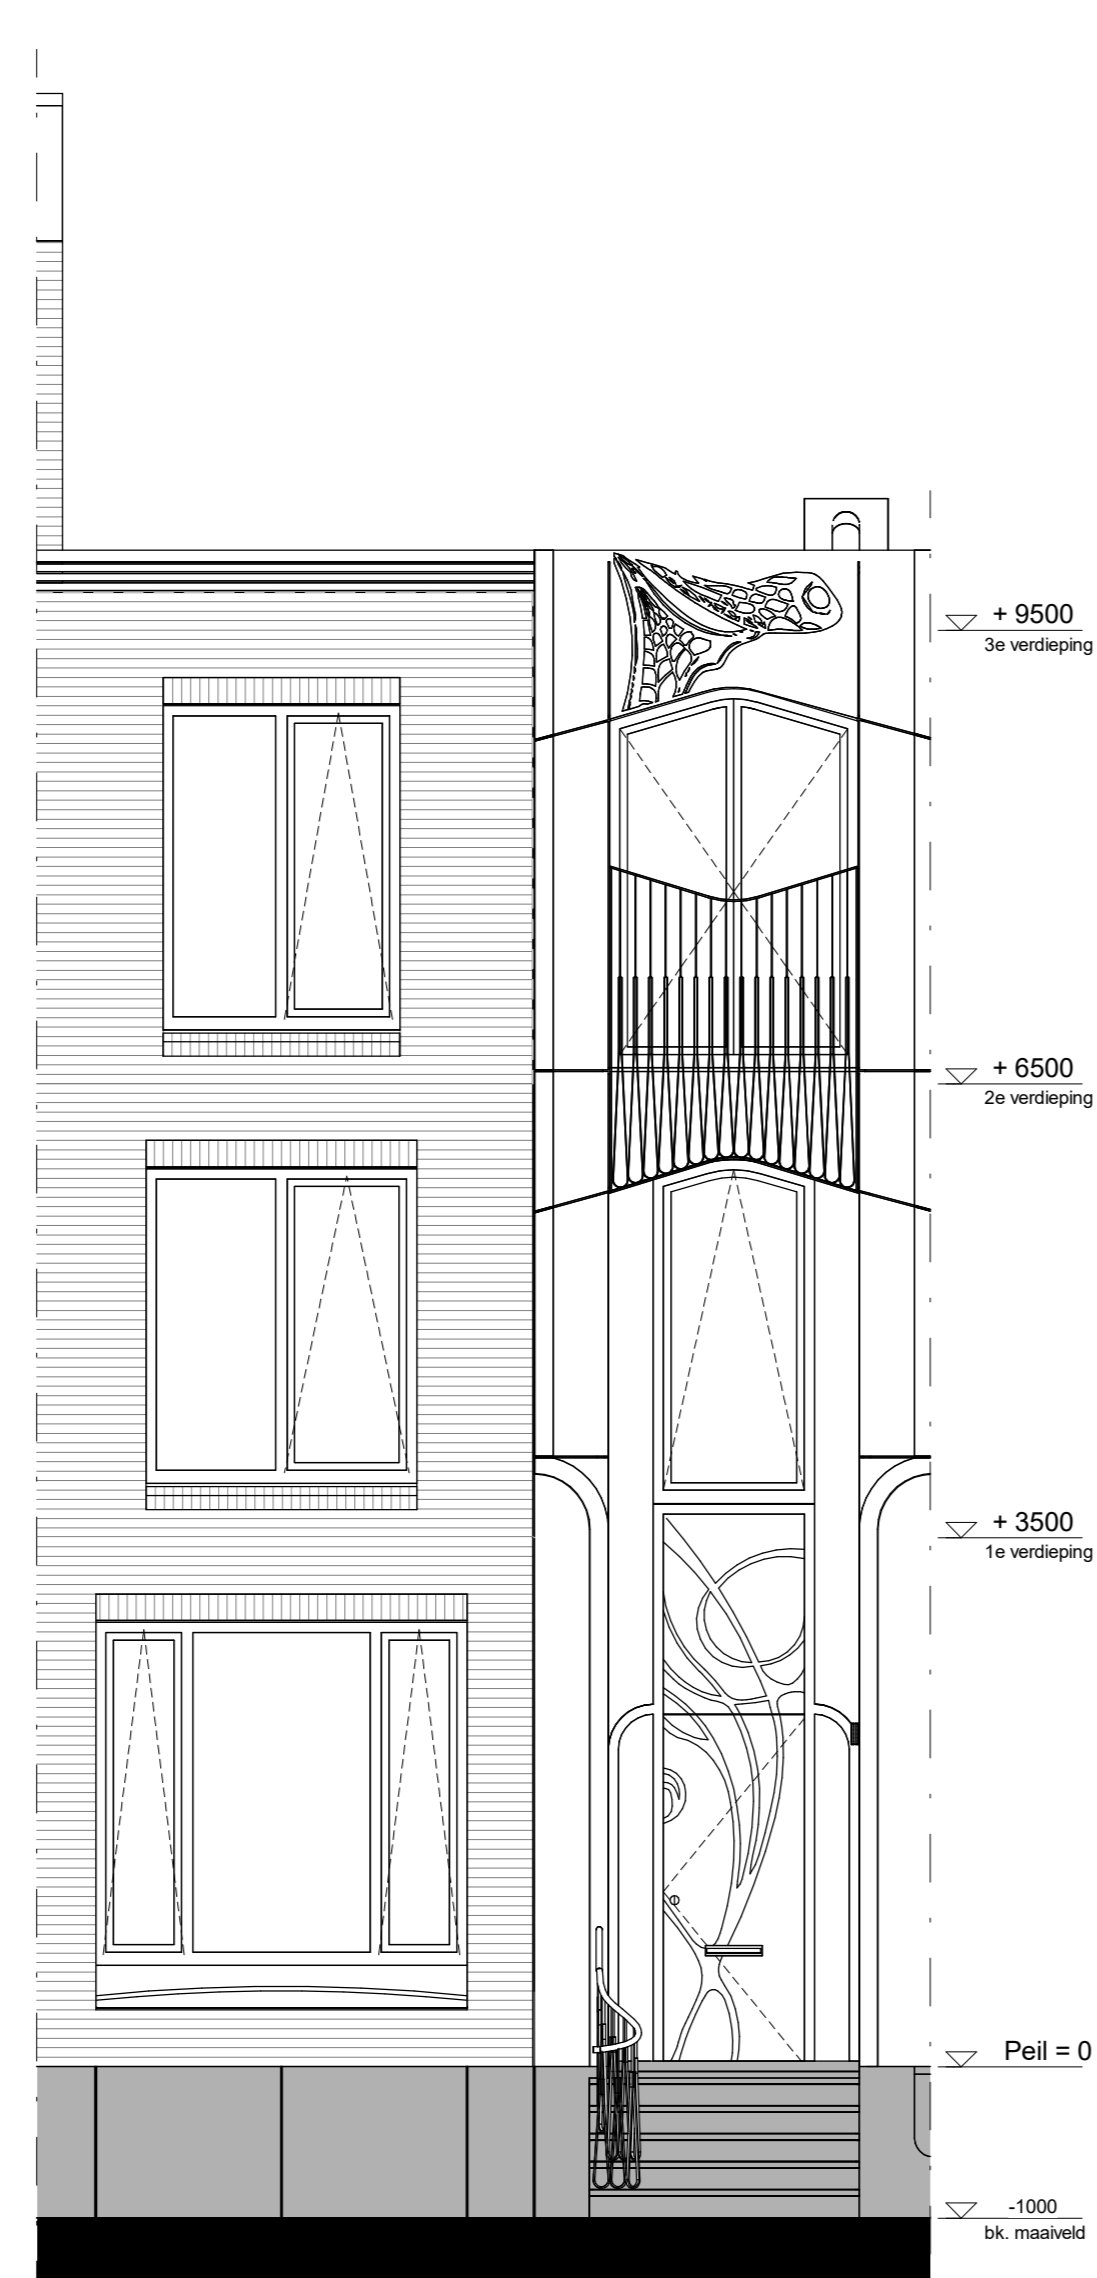 + 9500
3e verdieping
+ 6500
2e verdieping
+ 3500
1e verdieping
Peil = 0
-1000
bk. maaiveld